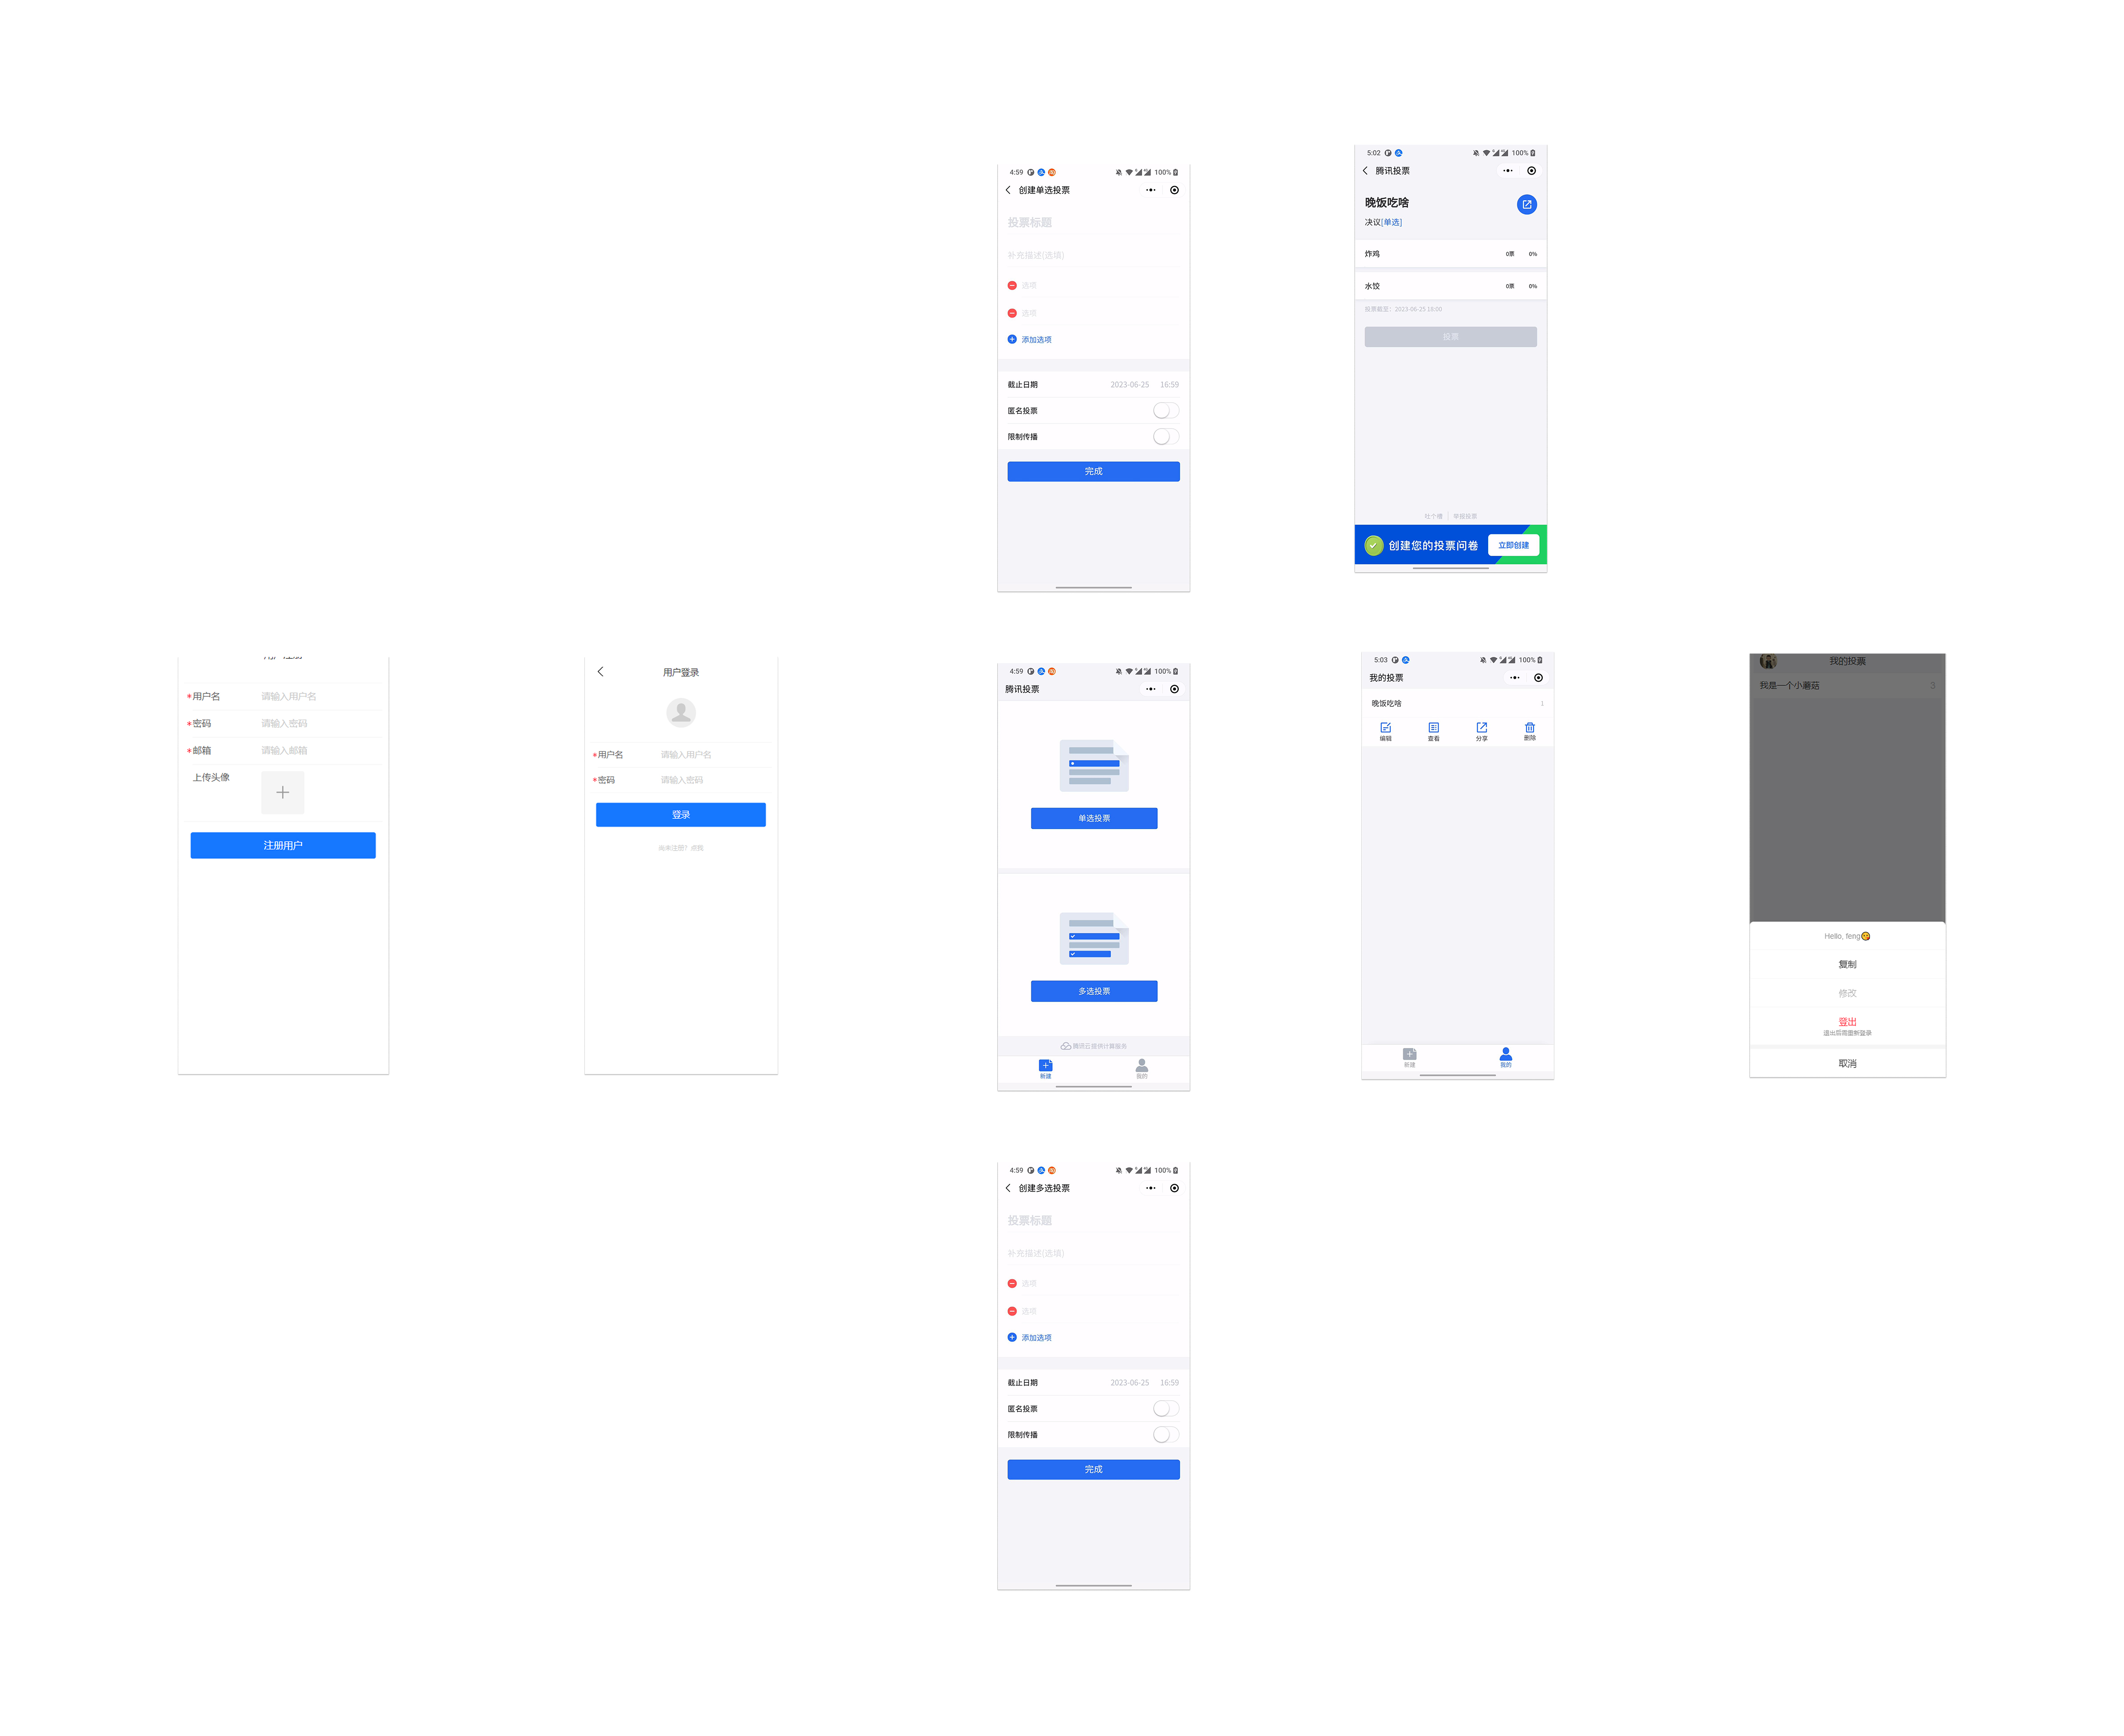 4:59 100%
创建单选投票
投票标题
补充描述(选填)
选项
选项
添加选项
截止日期 2023-06-25 16:59
匿名投票
限制传播
完成
5:02 100%
腾讯投票
晚饭吃啥
决议[单选]
炸鸡 0票 0%
水饺 0票 0%
投票截至：2023-06-25 18:00
投票
吐个槽 | 举报投票
创建您的投票问卷 立即创建
*用户名 请输入用户名
*密码 请输入密码
*邮箱 请输入邮箱
上传头像
注册用户
用户登录
*用户名 请输入用户名
*密码 请输入密码
登录
尚未注册？点我
4:59 100%
腾讯投票
单选投票
多选投票
腾讯云提供计算服务
新建 我的
5:03 100%
我的投票
晚饭吃啥 1
编辑 查看 分享 删除
新建 我的
我的投票
我是一个小蘑菇 3
Hello, feng😋
复制
修改
登出
退出后需重新登录
取消
4:59 100%
创建多选投票
投票标题
补充描述(选填)
选项
选项
添加选项
截止日期 2023-06-25 16:59
匿名投票
限制传播
完成